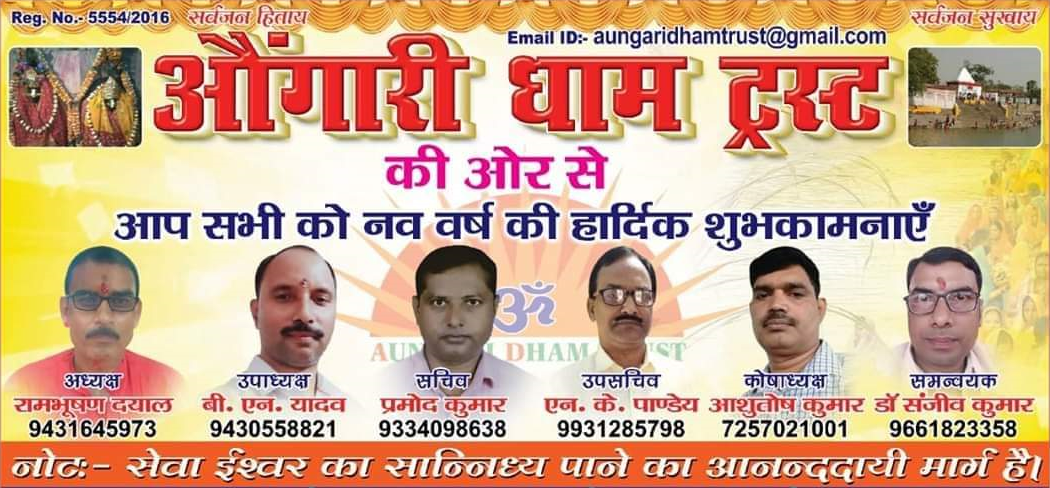 Reg. No.- 5554/2016 सर्वजन हिताय
सर्वजन सुखाय
Email ID:- aungaridhamtrust@gmail.com
औंगारी धाम ट्रस्ट
की ओर से
आप सभी को नव वर्ष की हार्दिक शुभकामनाएँ
ॐ
अध्यक्ष
रामभूषण दयाल
9431645973
उपाध्यक्ष
बी. एन. यादव
9430558821
सचिव
प्रमोद कुमार
9334098638
उपसचिव
एन. के. पाण्डेय
9931285798
कोषाध्यक्ष
आशुतोष कुमार
7257021001
समन्वयक
डॉ संजीव कुमार
9661823358
नोटः- सेवा ईश्वर का सान्निध्य पाने का आनन्ददायी मार्ग है।